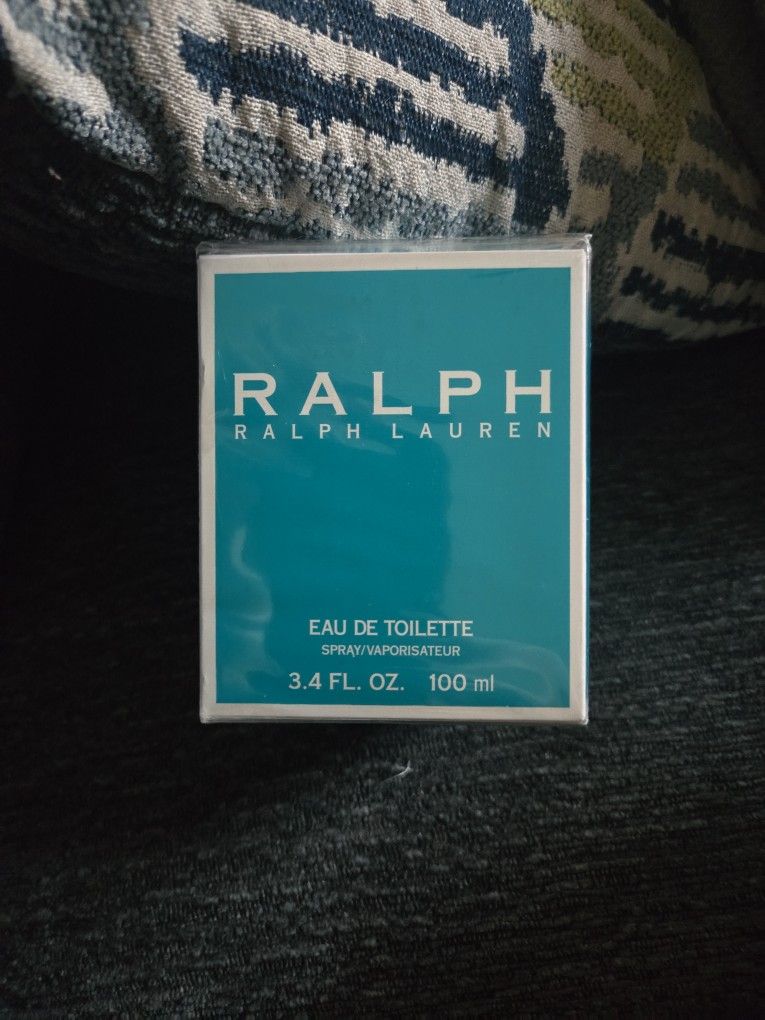 RALPH
RALPH LAUREN
EAU DE TOILETTE
SPRAY/VAPORISATEUR
3.4 FL. OZ. 100 ml